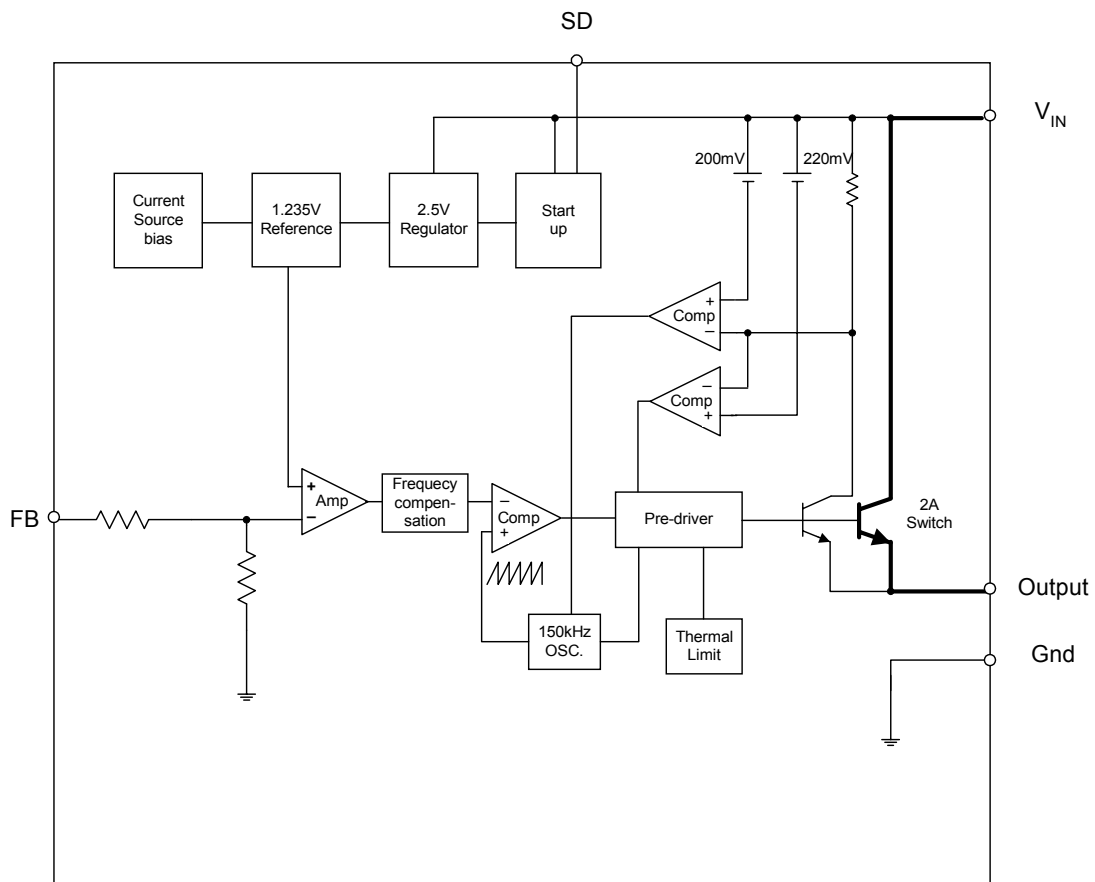 SD
V_IN
200mV
220mV
Current
Source
bias
1.235V
Reference
2.5V
Regulator
Start
up
+
Comp
−
−
Comp
+
FB
+
Amp
−
Frequecy
compen-
sation
−
Comp
+
Pre-driver
2A
Switch
150kHz
OSC.
Thermal
Limit
Output
Gnd